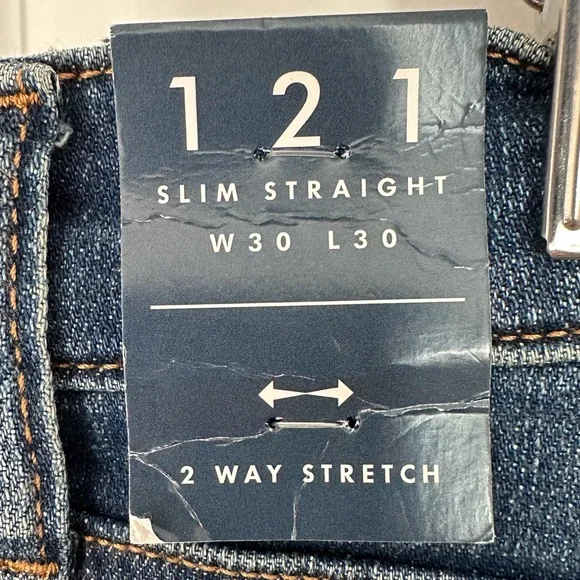 1 2 1
SLIM STRAIGHT
W30 L30
2 WAY STRETCH